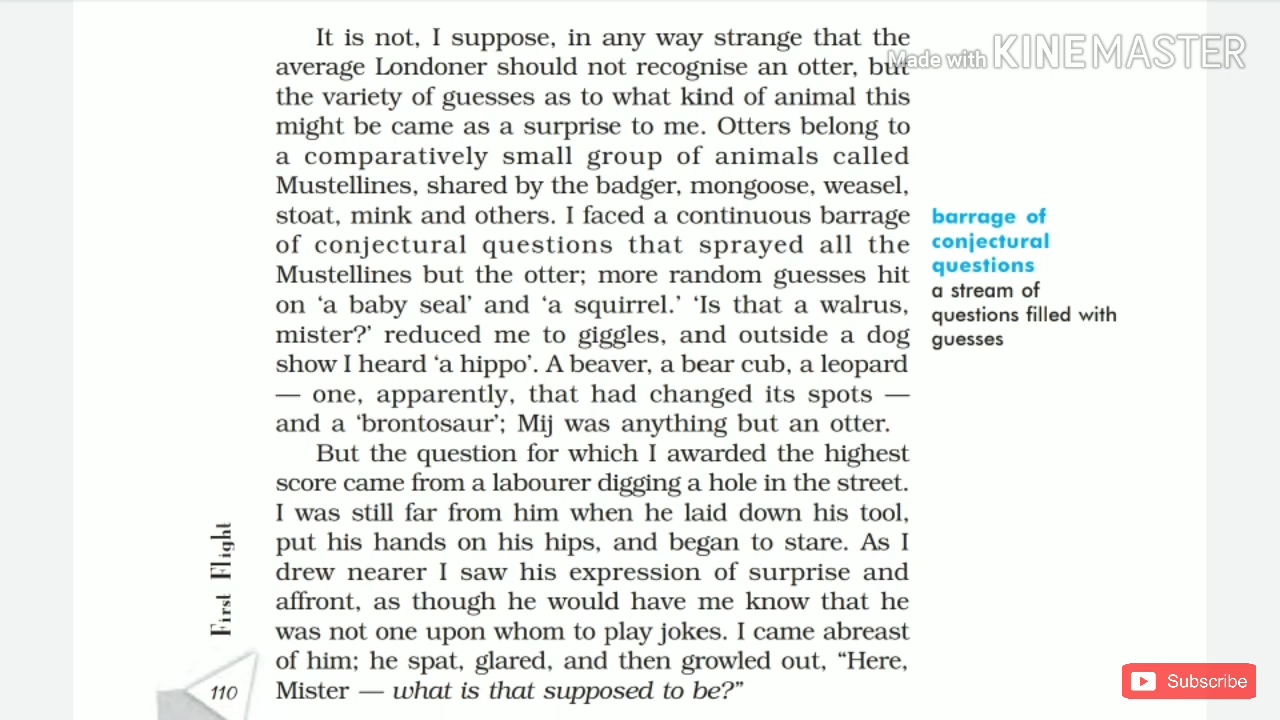 It is not, I suppose, in any way strange that the
average Londoner should not recognise an otter, but
the variety of guesses as to what kind of animal this
might be came as a surprise to me. Otters belong to
a comparatively small group of animals called
Mustellines, shared by the badger, mongoose, weasel,
stoat, mink and others. I faced a continuous barrage
of conjectural questions that sprayed all the
Mustellines but the otter; more random guesses hit
on ‘a baby seal’ and ‘a squirrel.’ ‘Is that a walrus,
mister?’ reduced me to giggles, and outside a dog
show I heard ‘a hippo’. A beaver, a bear cub, a leopard
— one, apparently, that had changed its spots —
and a ‘brontosaur’; Mij was anything but an otter.
But the question for which I awarded the highest
score came from a labourer digging a hole in the street.
I was still far from him when he laid down his tool,
put his hands on his hips, and began to stare. As I
drew nearer I saw his expression of surprise and
affront, as though he would have me know that he
was not one upon whom to play jokes. I came abreast
of him; he spat, glared, and then growled out, “Here,
Mister — what is that supposed to be?”
barrage of
conjectural
questions
a stream of
questions filled with
guesses
First Flight
110
Made with KINEMASTER
Subscribe